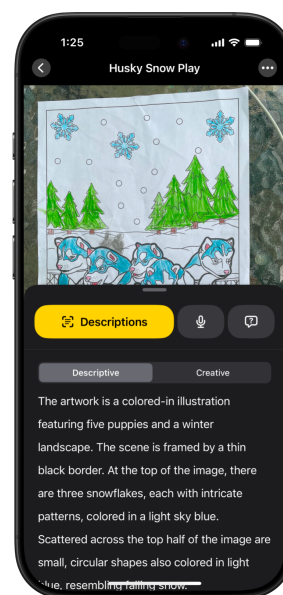 1:25
Husky Snow Play
Descriptions
Descriptive Creative
The artwork is a colored-in illustration
featuring five puppies and a winter
landscape. The scene is framed by a thin
black border. At the top of the image, there
are three snowflakes, each with intricate
patterns, colored in a light sky blue.
Scattered across the top half of the image are
small, circular shapes also colored in light
blue, resembling falling snow.